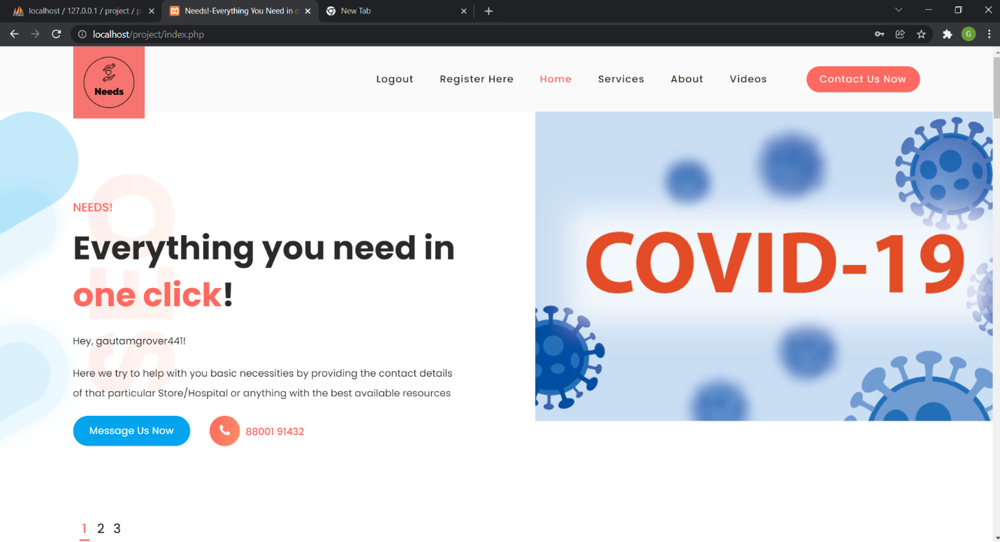 localhost / 127.0.0.1 / project / p
Needs!-Everything You Need in o
New Tab
localhost/project/index.php
G
Needs
Logout
Register Here
Home
Services
About
Videos
Contact Us Now
SEO
NEEDS!
Everything you need in
one click!
Hey, gautamgrover441!
Here we try to help with you basic necessities by providing the contact details
of that particular Store/Hospital or anything with the best available resources
Message Us Now
88001 91432
COVID-19
1 2 3